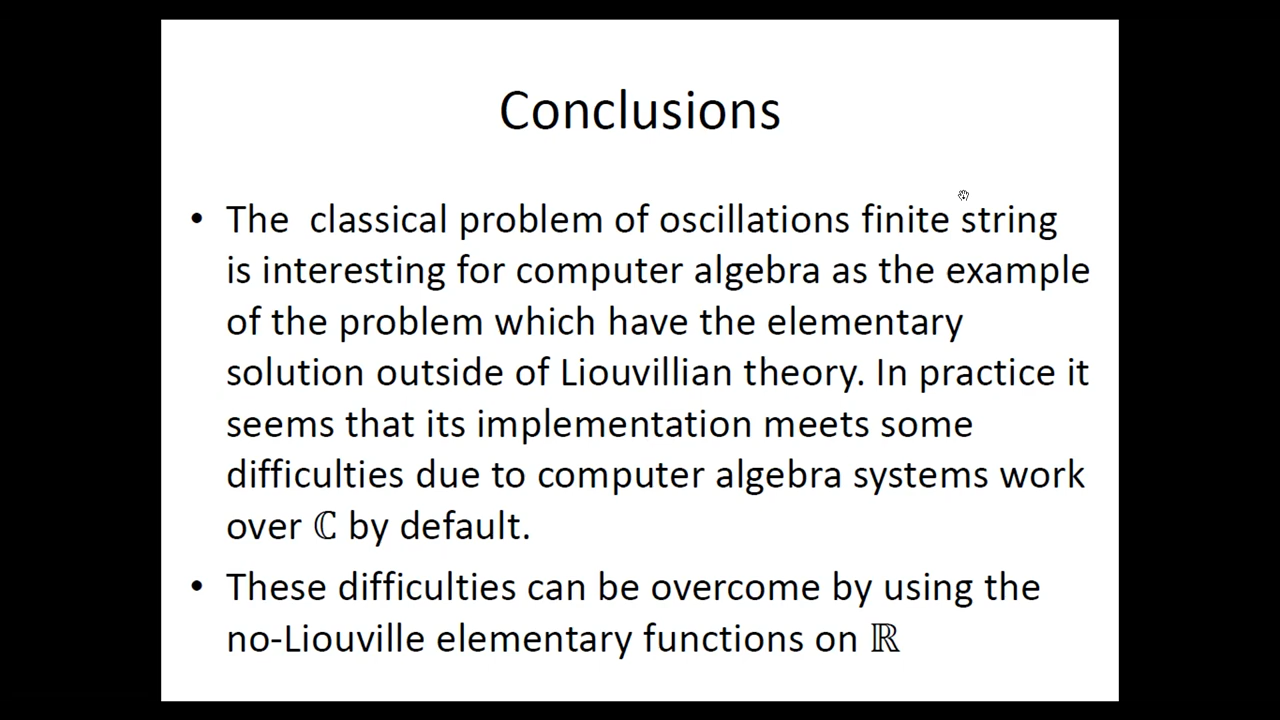 Conclusions
• The classical problem of oscillations finite string
is interesting for computer algebra as the example
of the problem which have the elementary
solution outside of Liouvillian theory. In practice it
seems that its implementation meets some
difficulties due to computer algebra systems work
over ℂ by default.
• These difficulties can be overcome by using the
no-Liouville elementary functions on ℝ